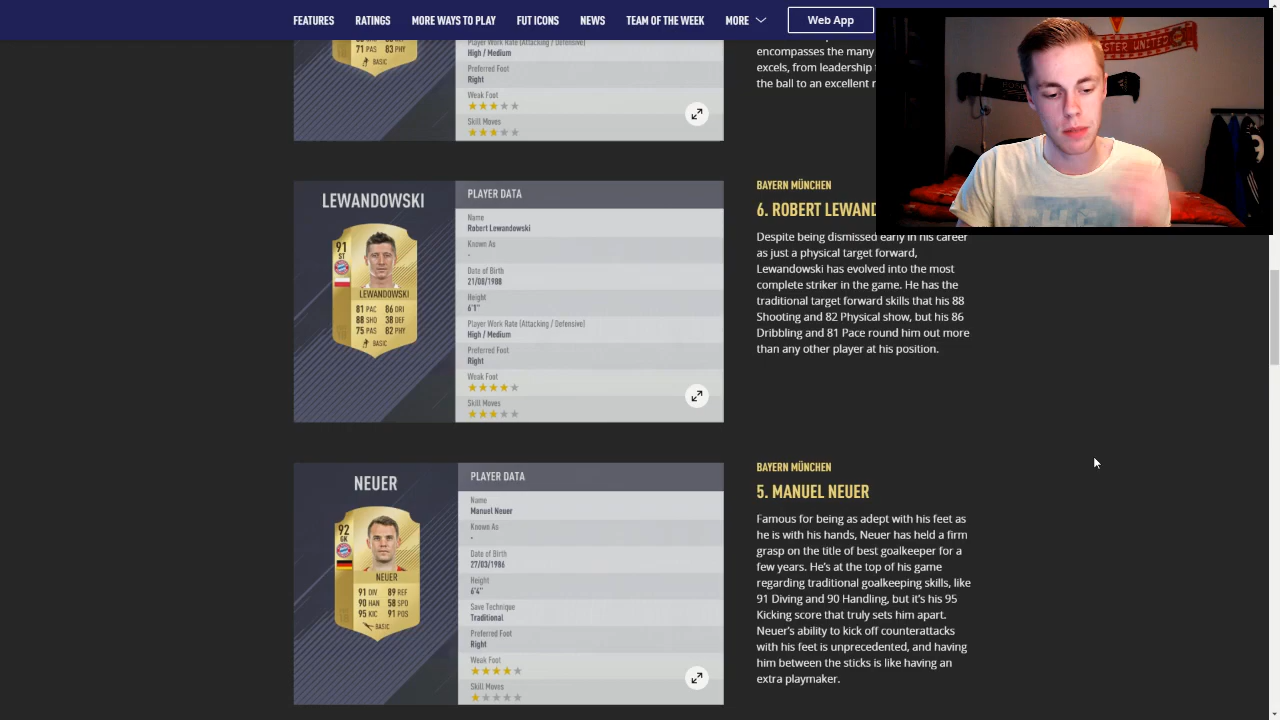 FEATURES RATINGS MORE WAYS TO PLAY FUT ICONS NEWS TEAM OF THE WEEK MORE Web App
71 PAS 83 PHY
BASIC
Player Work Rate (Attacking / Defensive)
High / Medium
Preferred Foot
Right
Weak Foot
Skill Moves
encompasses the many
excels, from leadership
the ball to an excellent
STER UNITED
LEWANDOWSKI
91
ST
LEWANDOWSKI
81 PAC 86 DRI
88 SHO 38 DEF
75 PAS 82 PHY
BASIC
PLAYER DATA
Name
Robert Lewandowski
Known As
-
Date of Birth
21/08/1988
Height
6'1"
Player Work Rate (Attacking / Defensive)
High / Medium
Preferred Foot
Right
Weak Foot
Skill Moves
BAYERN MÜNCHEN
6. ROBERT LEWAND
Despite being dismissed early in his career
as just a physical target forward,
Lewandowski has evolved into the most
complete striker in the game. He has the
traditional target forward skills that his 88
Shooting and 82 Physical show, but his 86
Dribbling and 81 Pace round him out more
than any other player at his position.
NEUER
92
GK
NEUER
91 DIV 89 REF
90 HAN 58 SPD
95 KIC 91 POS
BASIC
PLAYER DATA
Name
Manuel Neuer
Known As
-
Date of Birth
27/03/1986
Height
6'4"
Save Technique
Traditional
Preferred Foot
Right
Weak Foot
Skill Moves
BAYERN MÜNCHEN
5. MANUEL NEUER
Famous for being as adept with his feet as
he is with his hands, Neuer has held a firm
grasp on the title of best goalkeeper for a
few years. He's at the top of his game
regarding traditional goalkeeping skills, like
91 Diving and 90 Handling, but it's his 95
Kicking score that truly sets him apart.
Neuer's ability to kick off counterattacks
with his feet is unprecedented, and having
him between the sticks is like having an
extra playmaker.